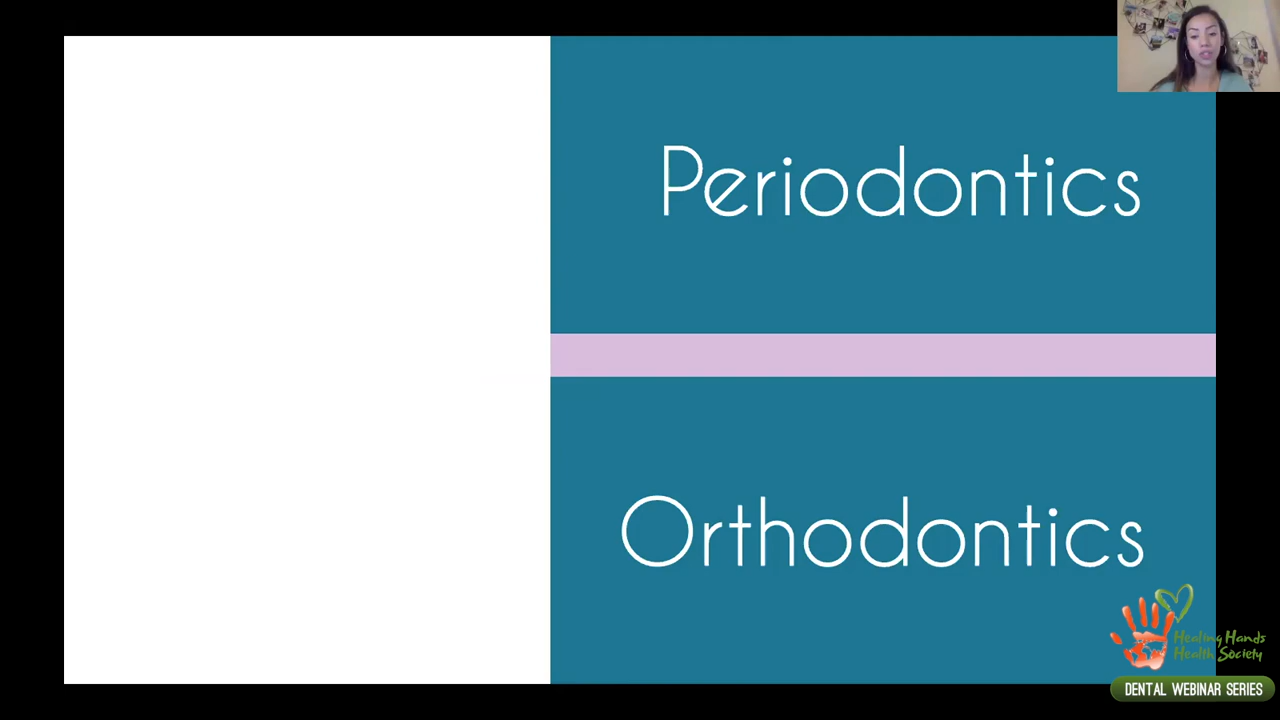 Periodontics
Orthodontics
Healing Hands
Health Society
DENTAL WEBINAR SERIES